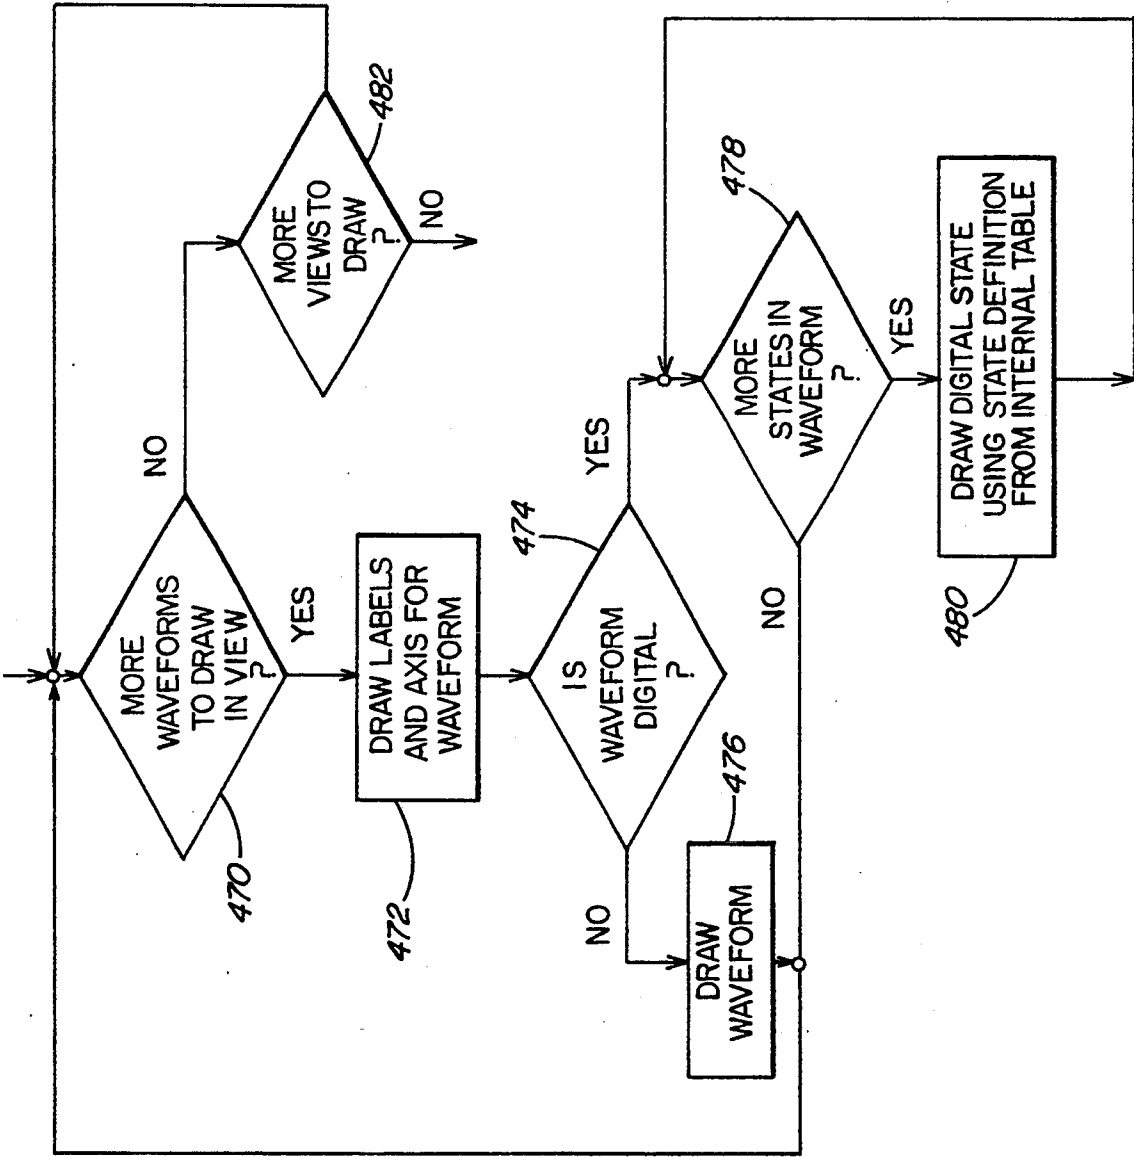 MORE
WAVEFORMS
TO DRAW
IN VIEW
?
470
NO
YES
MORE
VIEWS TO
DRAW
?
482
NO
DRAW LABELS
AND AXIS FOR
WAVEFORM
472
IS
WAVEFORM
DIGITAL
?
474
YES
NO
DRAW
WAVEFORM
476
MORE
STATES IN
WAVEFORM
?
478
NO
YES
DRAW DIGITAL STATE
USING STATE DEFINITION
FROM INTERNAL TABLE
480